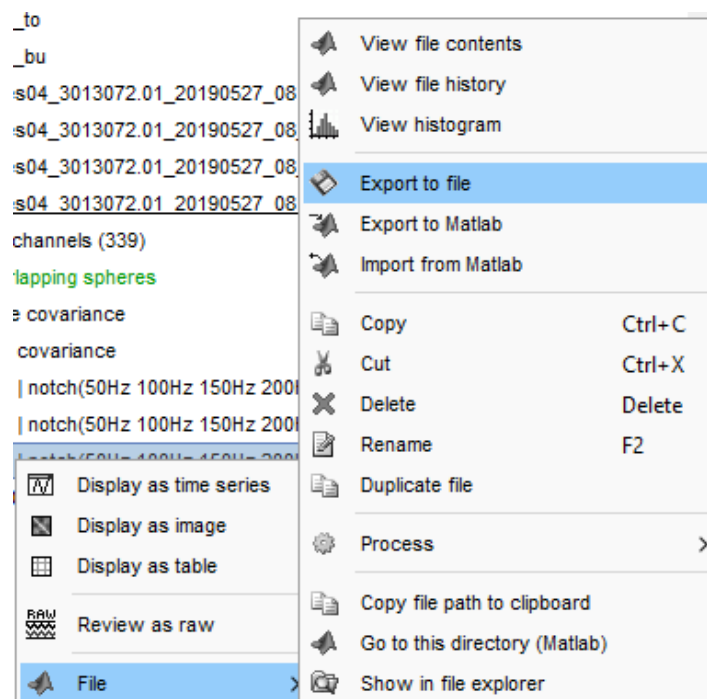 _to
_bu
s04_3013072.01_20190527_08
s04_3013072.01_20190527_08_
s04_3013072.01_20190527_08_
s04_3013072.01_20190527_08
channels (339)
rlapping spheres
e covariance
covariance
| notch(50Hz 100Hz 150Hz 200
| notch(50Hz 100Hz 150Hz 200
Display as time series
Display as image
Display as table
RAW
Review as raw
File
View file contents
View file history
View histogram
Export to file
Export to Matlab
Import from Matlab
Copy Ctrl+C
Cut Ctrl+X
Delete Delete
Rename F2
Duplicate file
Process
Copy file path to clipboard
Go to this directory (Matlab)
Show in file explorer